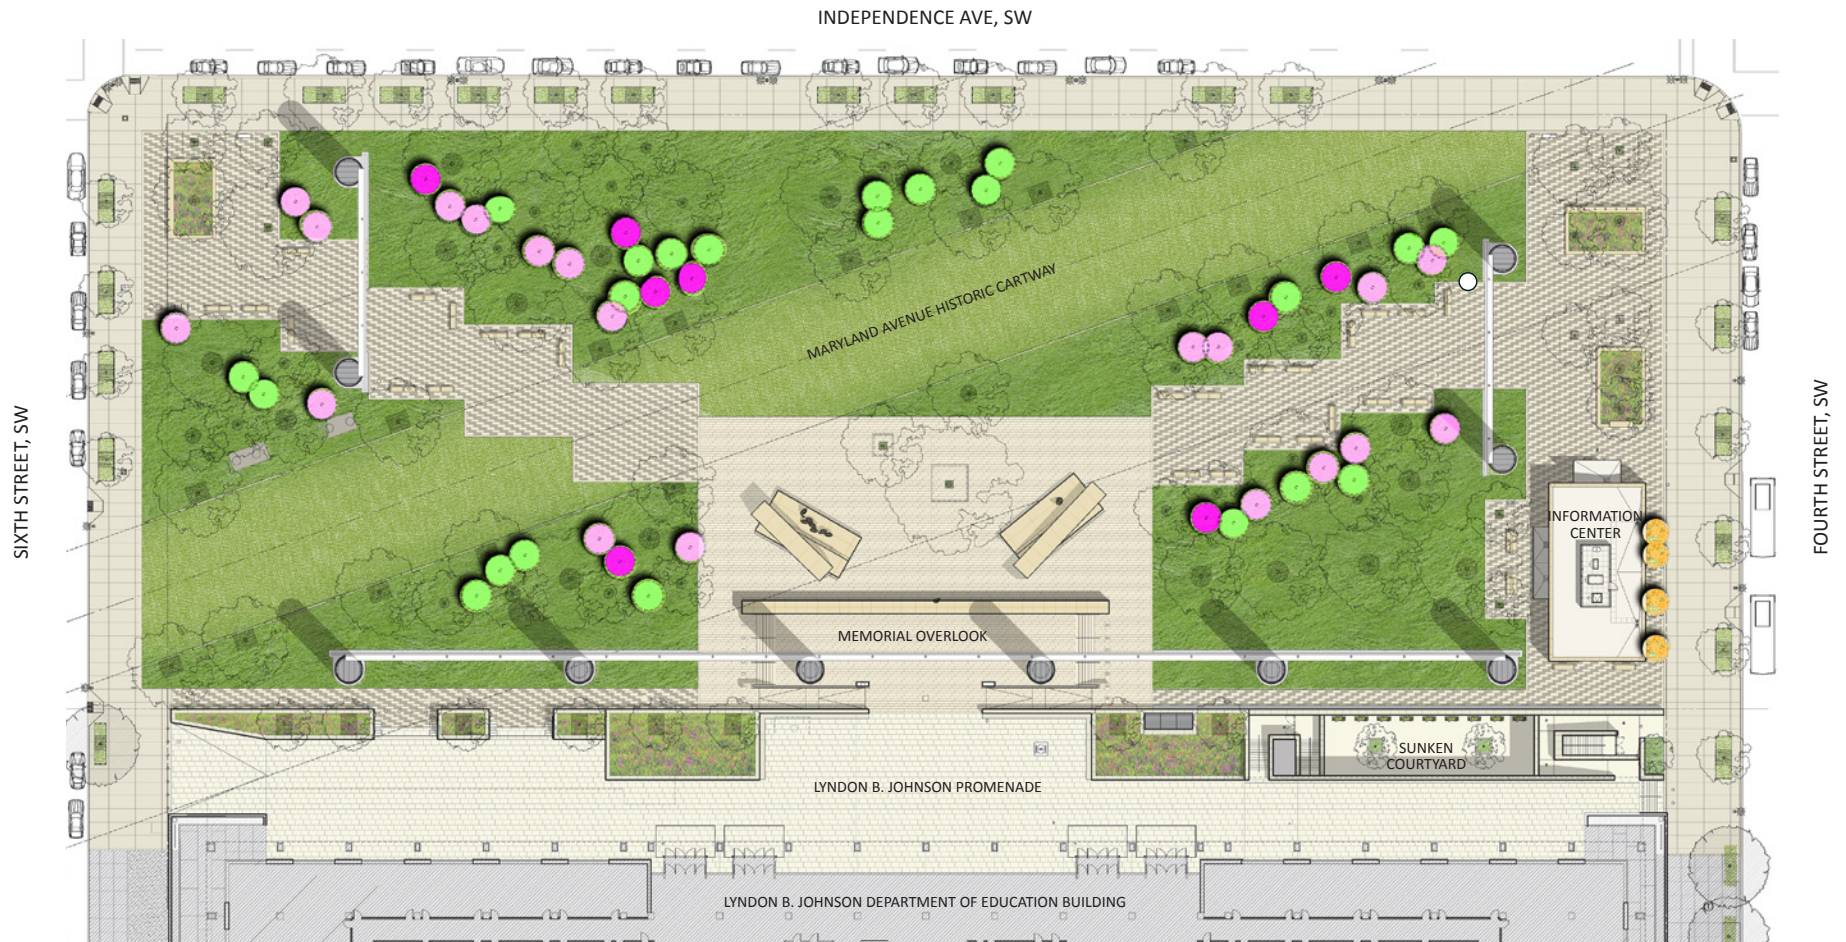 INDEPENDENCE AVE, SW
MARYLAND AVENUE HISTORIC CARTWAY
SIXTH STREET, SW
FOURTH STREET, SW
INFORMATION
CENTER
MEMORIAL OVERLOOK
SUNKEN
COURTYARD
LYNDON B. JOHNSON PROMENADE
LYNDON B. JOHNSON DEPARTMENT OF EDUCATION BUILDING